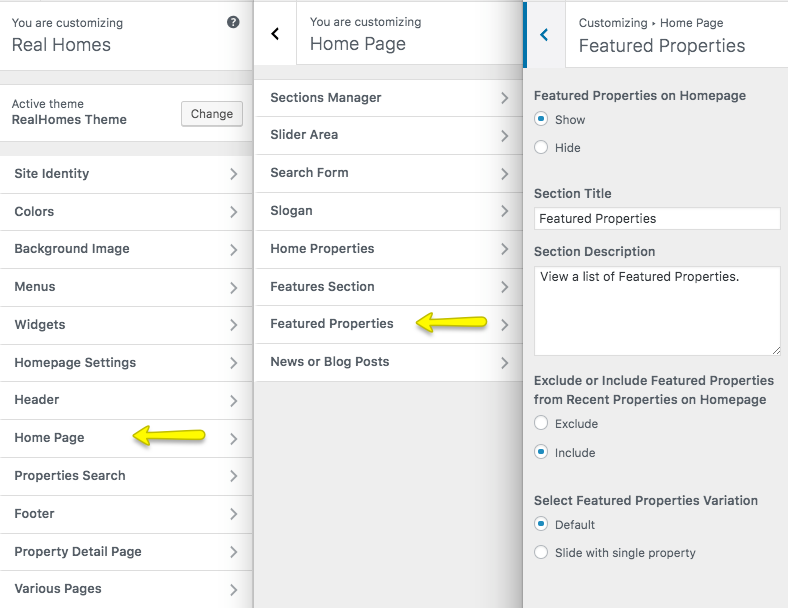 You are customizing
Real Homes
?
Active theme
RealHomes Theme
Change
Site Identity
Colors
Background Image
Menus
Widgets
Homepage Settings
Header
Home Page
Properties Search
Footer
Property Detail Page
Various Pages
You are customizing
Home Page
Sections Manager
Slider Area
Search Form
Slogan
Home Properties
Features Section
Featured Properties
News or Blog Posts
Customizing ▸ Home Page
Featured Properties
Featured Properties on Homepage
Show
Hide
Section Title
Featured Properties
Section Description
View a list of Featured Properties.
Exclude or Include Featured Properties
from Recent Properties on Homepage
Exclude
Include
Select Featured Properties Variation
Default
Slide with single property